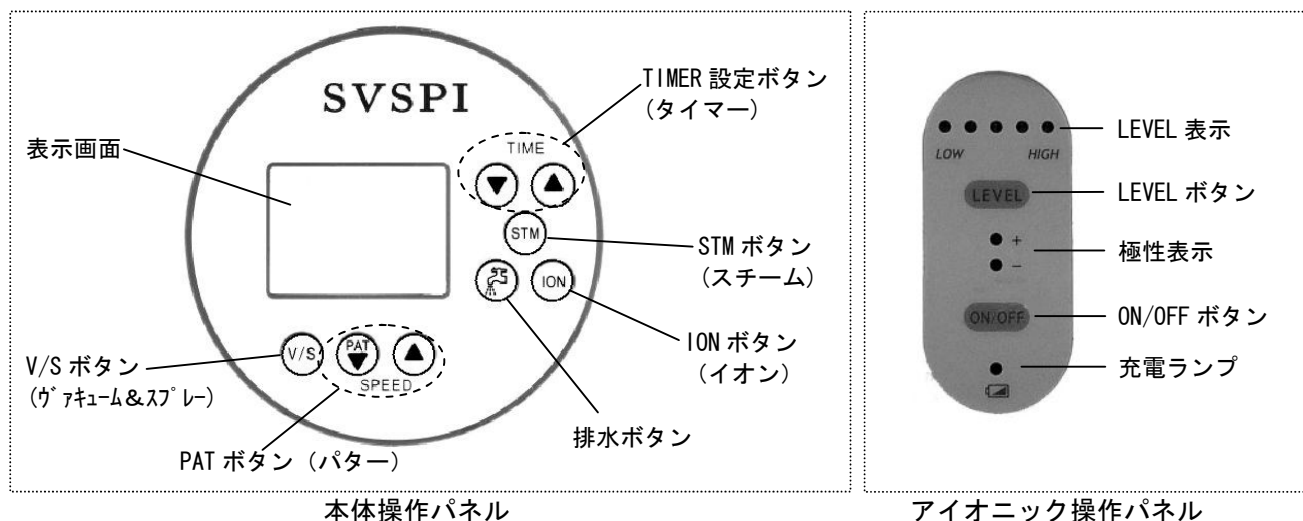 SVSPI
TIMER 設定ボタン
(タイマー)
表示画面
TIME
STM
STM ボタン
(スチーム)
ION
ION ボタン
(イオン)
V/S
PAT
SPEED
V/S ボタン
(ヴァキューム&スプレー)
PAT ボタン (パター)
排水ボタン
本体操作パネル
LEVEL 表示
LOW HIGH
LEVEL
LEVEL ボタン
+
-
極性表示
ON/OFF
ON/OFF ボタン
充電ランプ
アイオニック操作パネル